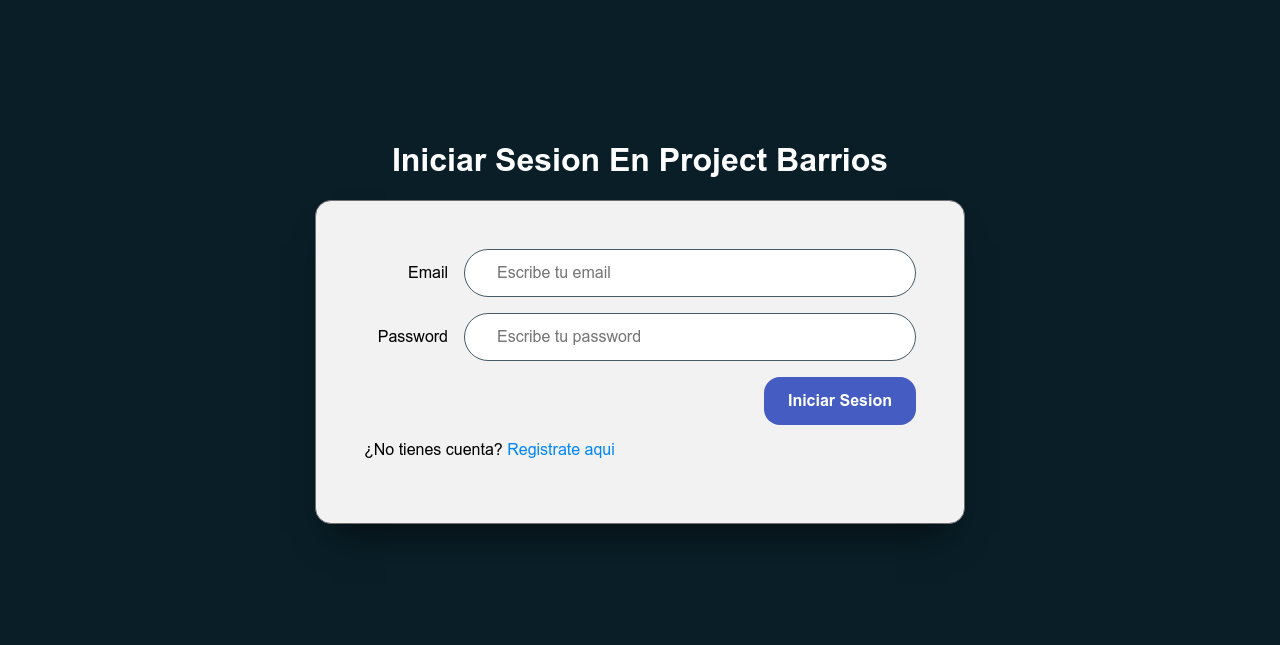 Iniciar Sesion En Project Barrios
Email
Escribe tu email
Password
Escribe tu password
Iniciar Sesion
¿No tienes cuenta? Registrate aqui